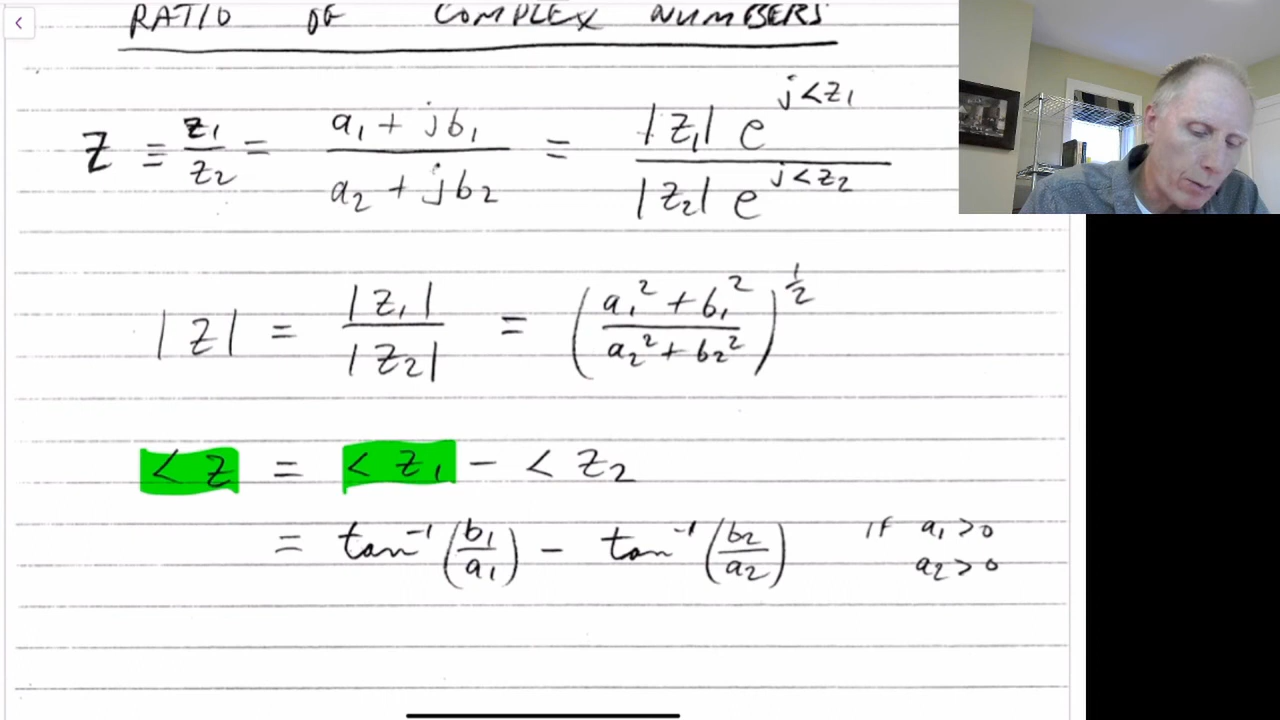 RATIO OF COMPLEX NUMBERS
Z ≡ z₁/z₂ = (a₁ + jb₁)/(a₂ + jb₂) = |z₁| e^(j<z₁) / |z₂| e^(j<z₂)
|Z| = |z₁|/|z₂| = ((a₁² + b₁²)/(a₂² + b₂²))^(1/2)
< Z = < Z₁ - < Z₂
= tan⁻¹(b₁/a₁) - tan⁻¹(b₂/a₂) if a₁ > 0
a₂ > 0